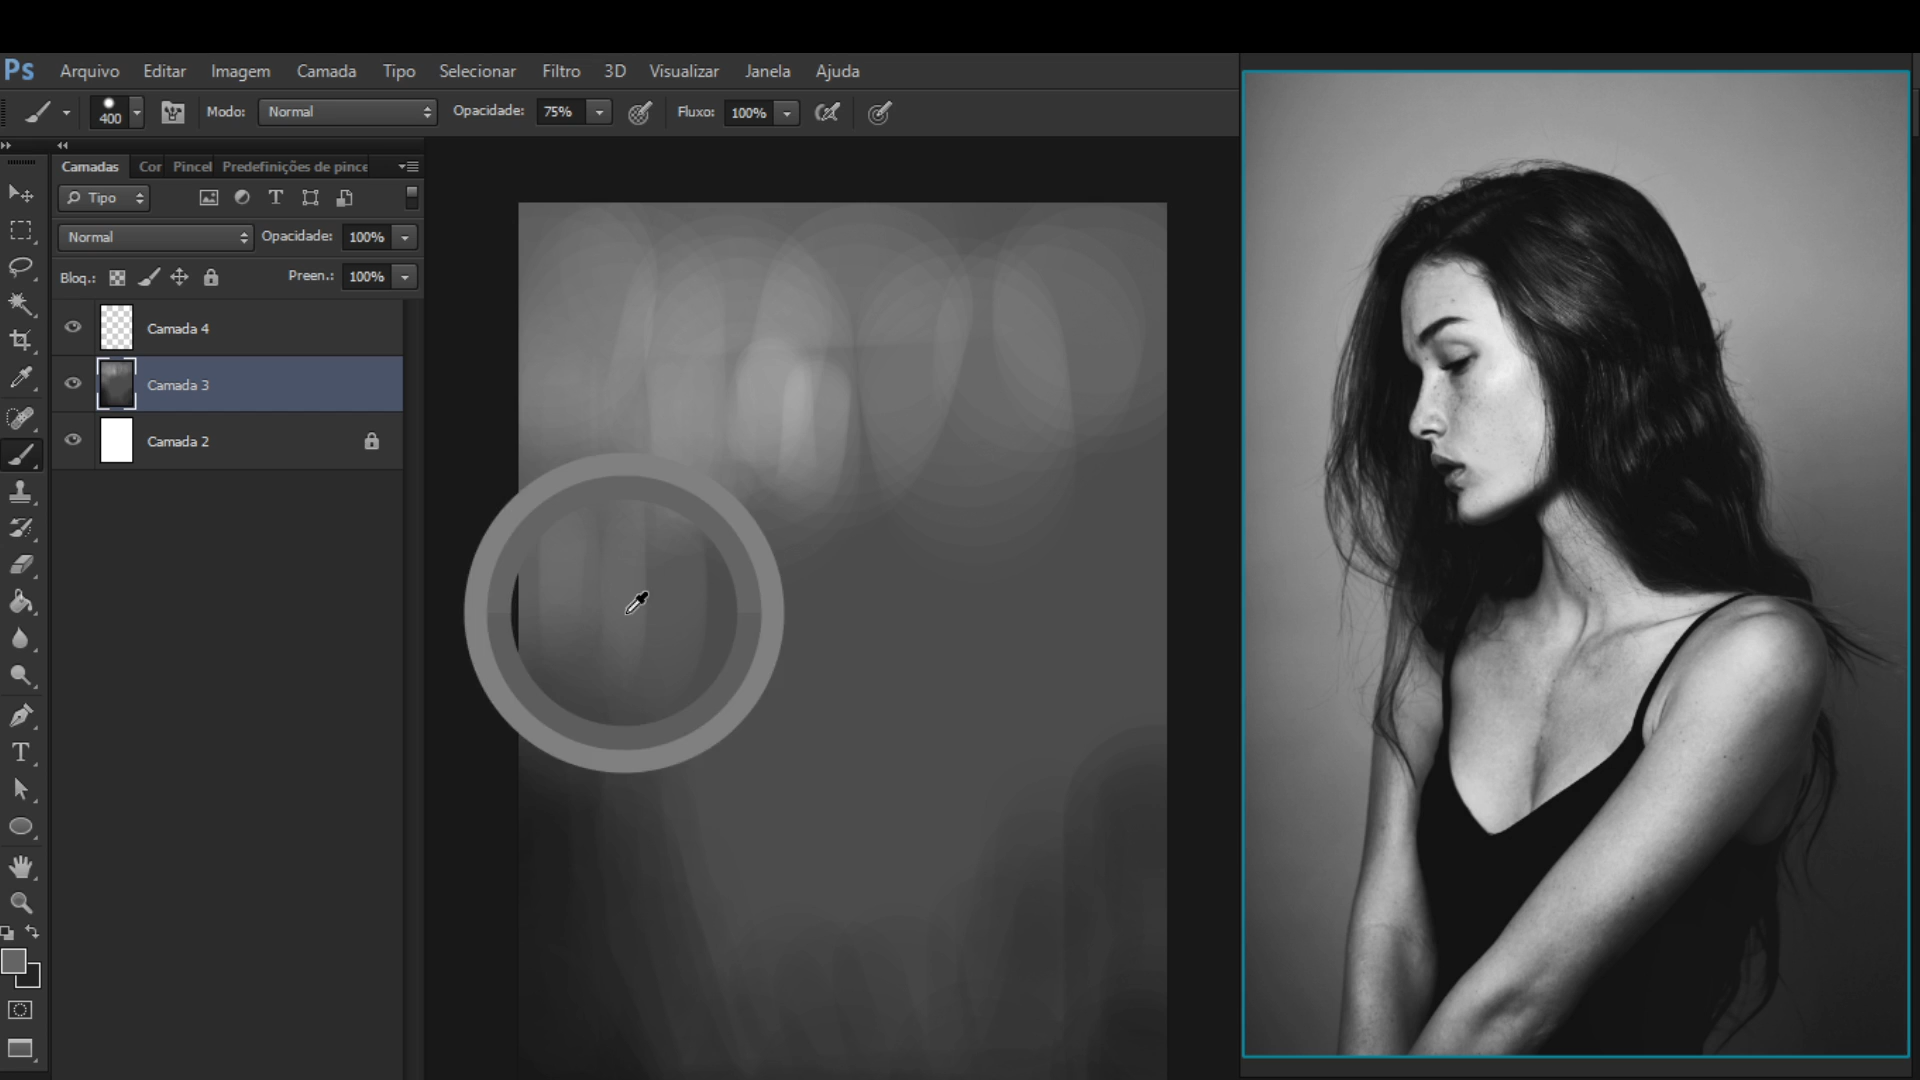 Ps Arquivo Editar Imagem Camada Tipo Selecionar Filtro 3D Visualizar Janela Ajuda
400 Modo: Normal Opacidade: 75% Fluxo: 100%
Camadas Cor Pincel Predefinições de pince
Tipo
Normal Opacidade: 100%
Bloq.: Preen.: 100%
Camada 4
Camada 3
Camada 2